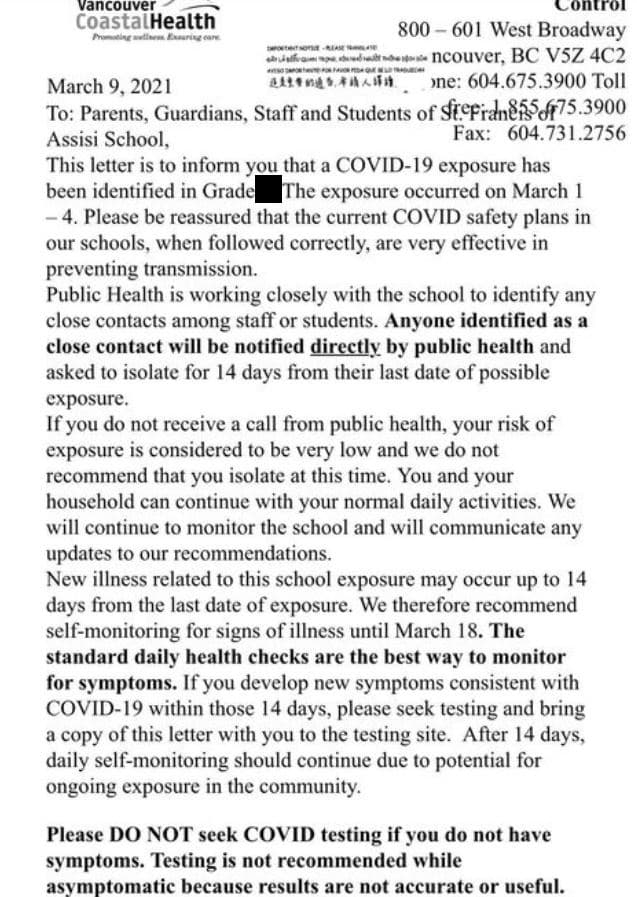 Vancouver
CoastalHealth
Promoting wellness. Ensuring care.
Control
800 – 601 West Broadway
IMPORTANT NOTICE - PLEASE TRANSLATE
ncouver, BC V5Z 4C2
one: 604.675.3900 Toll
March 9, 2021
free: 1.855.675.3900
To: Parents, Guardians, Staff and Students of St. Francis of
Assisi School,
Fax: 604.731.2756
This letter is to inform you that a COVID-19 exposure has
been identified in Grade The exposure occurred on March 1
– 4. Please be reassured that the current COVID safety plans in
our schools, when followed correctly, are very effective in
preventing transmission.
Public Health is working closely with the school to identify any
close contacts among staff or students. Anyone identified as a
close contact will be notified directly by public health and
asked to isolate for 14 days from their last date of possible
exposure.
If you do not receive a call from public health, your risk of
exposure is considered to be very low and we do not
recommend that you isolate at this time. You and your
household can continue with your normal daily activities. We
will continue to monitor the school and will communicate any
updates to our recommendations.
New illness related to this school exposure may occur up to 14
days from the last date of exposure. We therefore recommend
self-monitoring for signs of illness until March 18. The
standard daily health checks are the best way to monitor
for symptoms. If you develop new symptoms consistent with
COVID-19 within those 14 days, please seek testing and bring
a copy of this letter with you to the testing site. After 14 days,
daily self-monitoring should continue due to potential for
ongoing exposure in the community.
Please DO NOT seek COVID testing if you do not have
symptoms. Testing is not recommended while
asymptomatic because results are not accurate or useful.